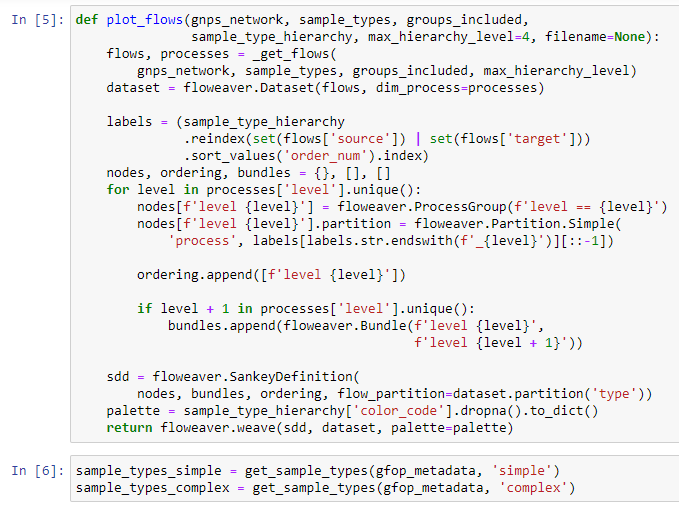 In [5]: def plot_flows(gnps_network, sample_types, groups_included,
               sample_type_hierarchy, max_hierarchy_level=4, filename=None):
    flows, processes = _get_flows(
        gnps_network, sample_types, groups_included, max_hierarchy_level)
    dataset = floweaver.Dataset(flows, dim_process=processes)

    labels = (sample_type_hierarchy
              .reindex(set(flows['source']) | set(flows['target']))
              .sort_values('order_num').index)
    nodes, ordering, bundles = {}, [], []
    for level in processes['level'].unique():
        nodes[f'level {level}'] = floweaver.ProcessGroup(f'level == {level}')
        nodes[f'level {level}'].partition = floweaver.Partition.Simple(
            'process', labels[labels.str.endswith(f'_{level}')][::-1])

        ordering.append([f'level {level}'])

        if level + 1 in processes['level'].unique():
            bundles.append(floweaver.Bundle(f'level {level}',
                                            f'level {level + 1}'))

    sdd = floweaver.SankeyDefinition(
        nodes, bundles, ordering, flow_partition=dataset.partition('type'))
    palette = sample_type_hierarchy['color_code'].dropna().to_dict()
    return floweaver.weave(sdd, dataset, palette=palette)

In [6]: sample_types_simple = get_sample_types(gfop_metadata, 'simple')
sample_types_complex = get_sample_types(gfop_metadata, 'complex')